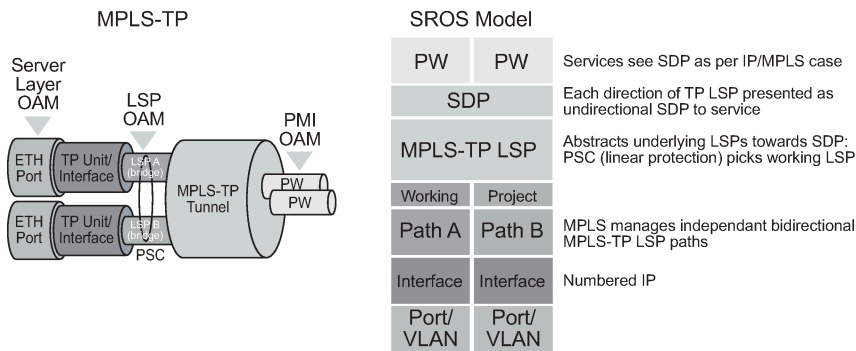 MPLS-TP
Server
Layer
OAM
LSP
OAM
PMI
OAM
ETH
Port
TP Unit/
Interface
LSP A
(bridge)
MPLS-TP
Tunnel
PW
PW
ETH
Port
TP Unit/
Interface
LSP B
(bridge)
PSC
SROS Model
PW
PW
Services see SDP as per IP/MPLS case
SDP
Each direction of TP LSP presented as
undirectional SDP to service
MPLS-TP LSP
Abstracts underlying LSPs towards SDP:
PSC (linear protection) picks working LSP
Working
Project
Path A
Path B
MPLS manages independant bidirectional
MPLS-TP LSP paths
Interface
Interface
Numbered IP
Port/
VLAN
Port/
VLAN